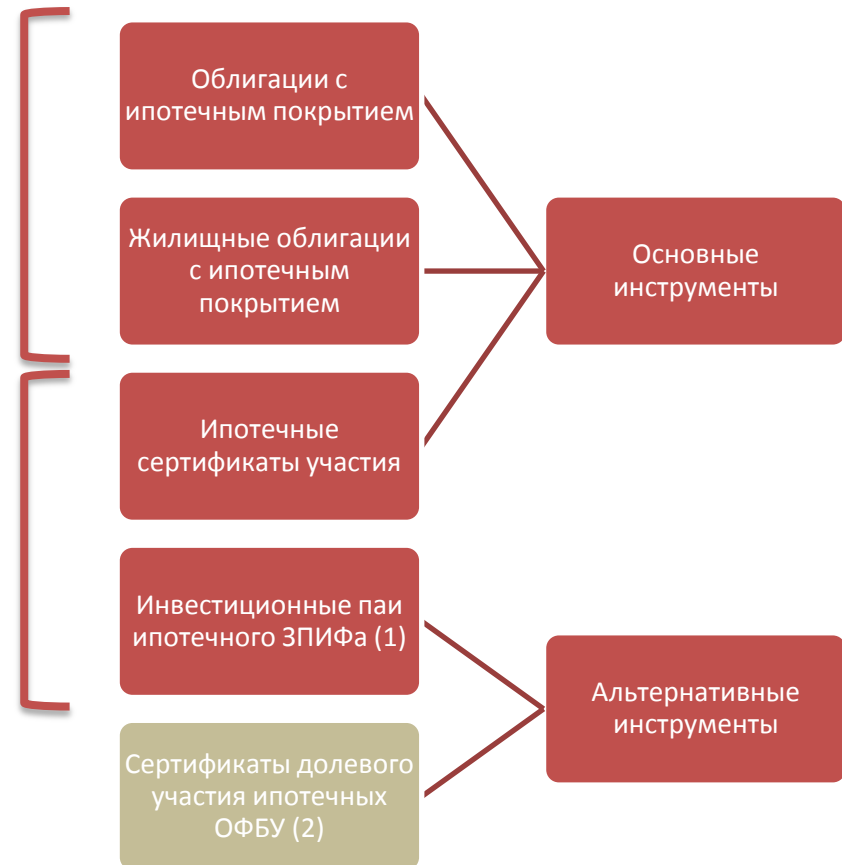 Облигации с
ипотечным покрытием
Жилищные облигации
с ипотечным
покрытием
Ипотечные
сертификаты участия
Инвестиционные паи
ипотечного ЗПИФа (1)
Сертификаты долевого
участия ипотечных
ОФБУ (2)
Основные
инструменты
Альтернативные
инструменты